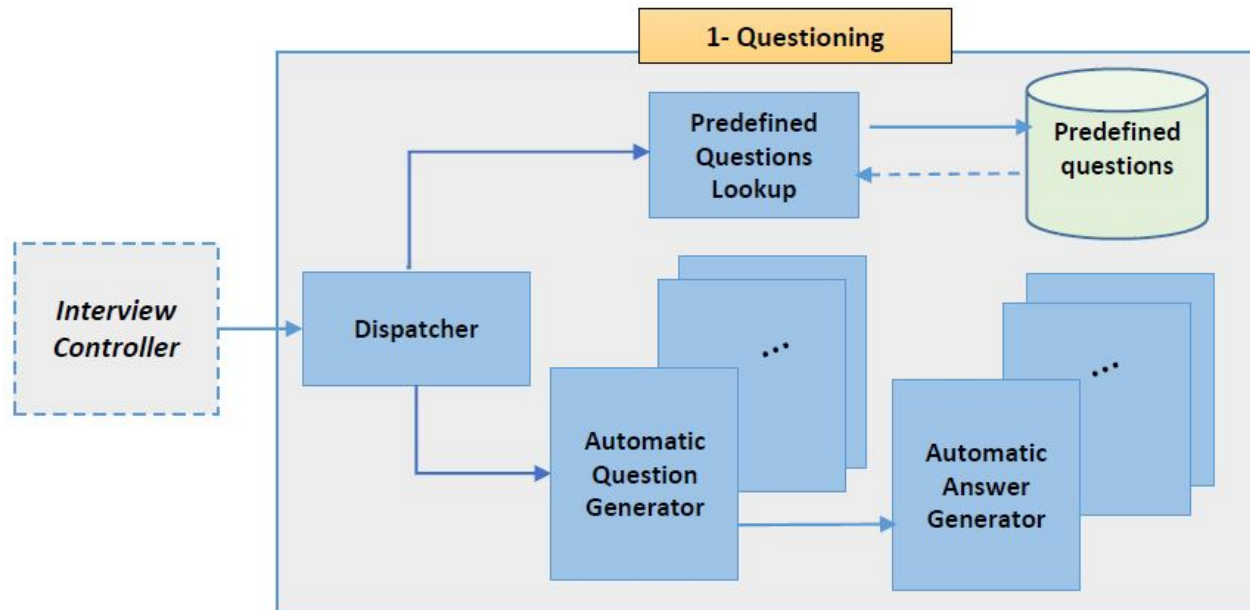 1- Questioning
Predefined
Questions
Lookup
Predefined
questions
Interview
Controller
Dispatcher
...
...
Automatic
Question
Generator
Automatic
Answer
Generator